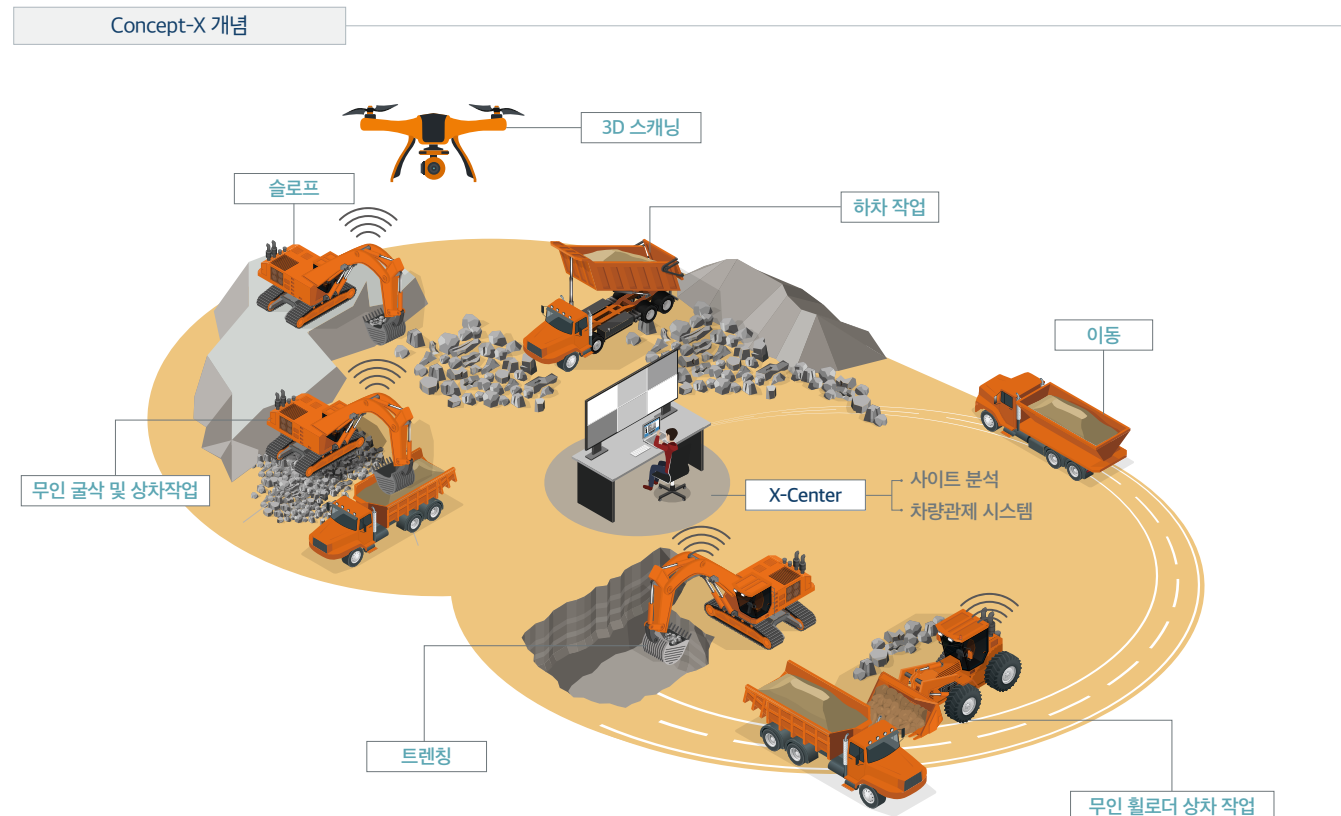 Concept-X 개념
3D 스캐닝
슬로프
하차 작업
이동
무인 굴삭 및 상차작업
X-Center
사이트 분석
차량관제 시스템
트렌칭
무인 휠로더 상차 작업